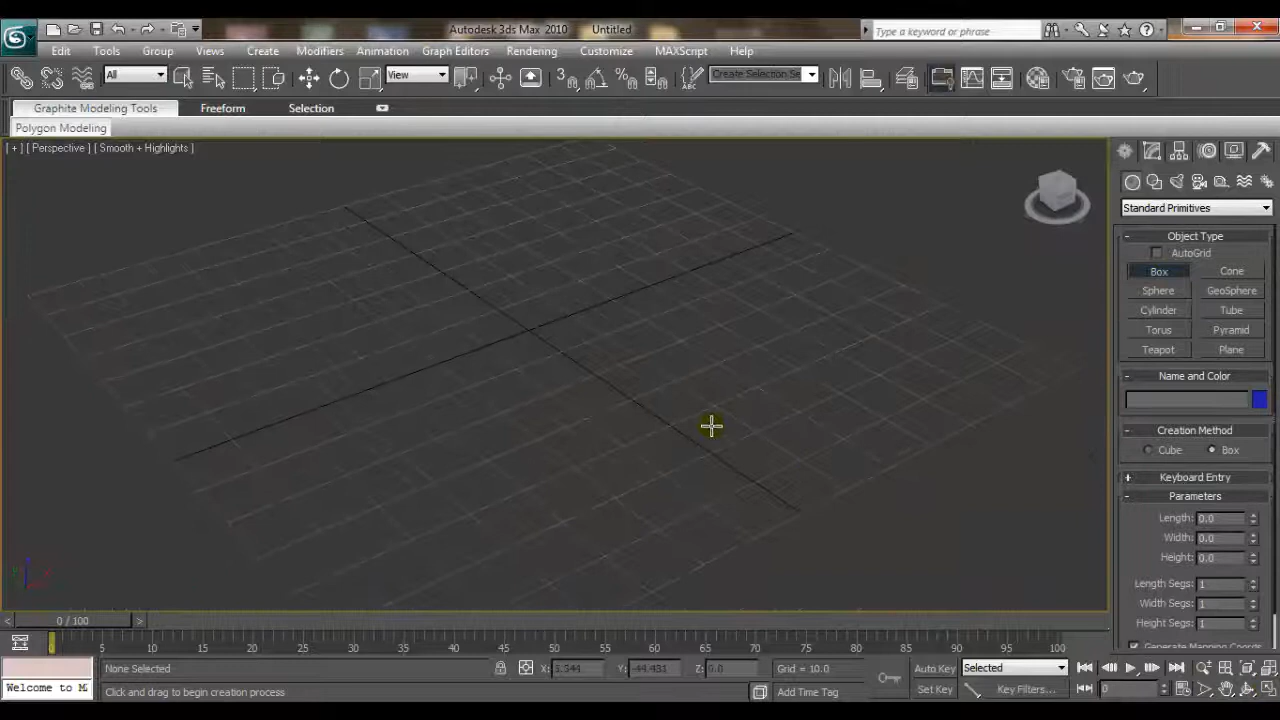 Autodesk 3ds Max 2010 Untitled Type a keyword or phrase
Edit Tools Group Views Create Modifiers Animation Graph Editors Rendering Customize MAXScript Help
All View Create Selection Se
Graphite Modeling Tools Freeform Selection
Polygon Modeling
[ + ] [ Perspective ] [ Smooth + Highlights ]
Standard Primitives
- Object Type
AutoGrid
Box Cone
Sphere GeoSphere
Cylinder Tube
Torus Pyramid
Teapot Plane
- Name and Color
- Creation Method
Cube Box
+ Keyboard Entry
- Parameters
Length: 0.0
Width: 0.0
Height: 0.0
Length Segs: 1
Width Segs: 1
Height Segs: 1
Generate Mapping Coords.
< 0 / 100 >
0 5 10 15 20 25 30 35 40 45 50 55 60 65 70 75 80 85 90 95 100
None Selected X: 5.344 Y: -44.431 Z: 0.0 Grid = 10.0 Auto Key Selected
Welcome to M Click and drag to begin creation process Add Time Tag Set Key Key Filters... 0